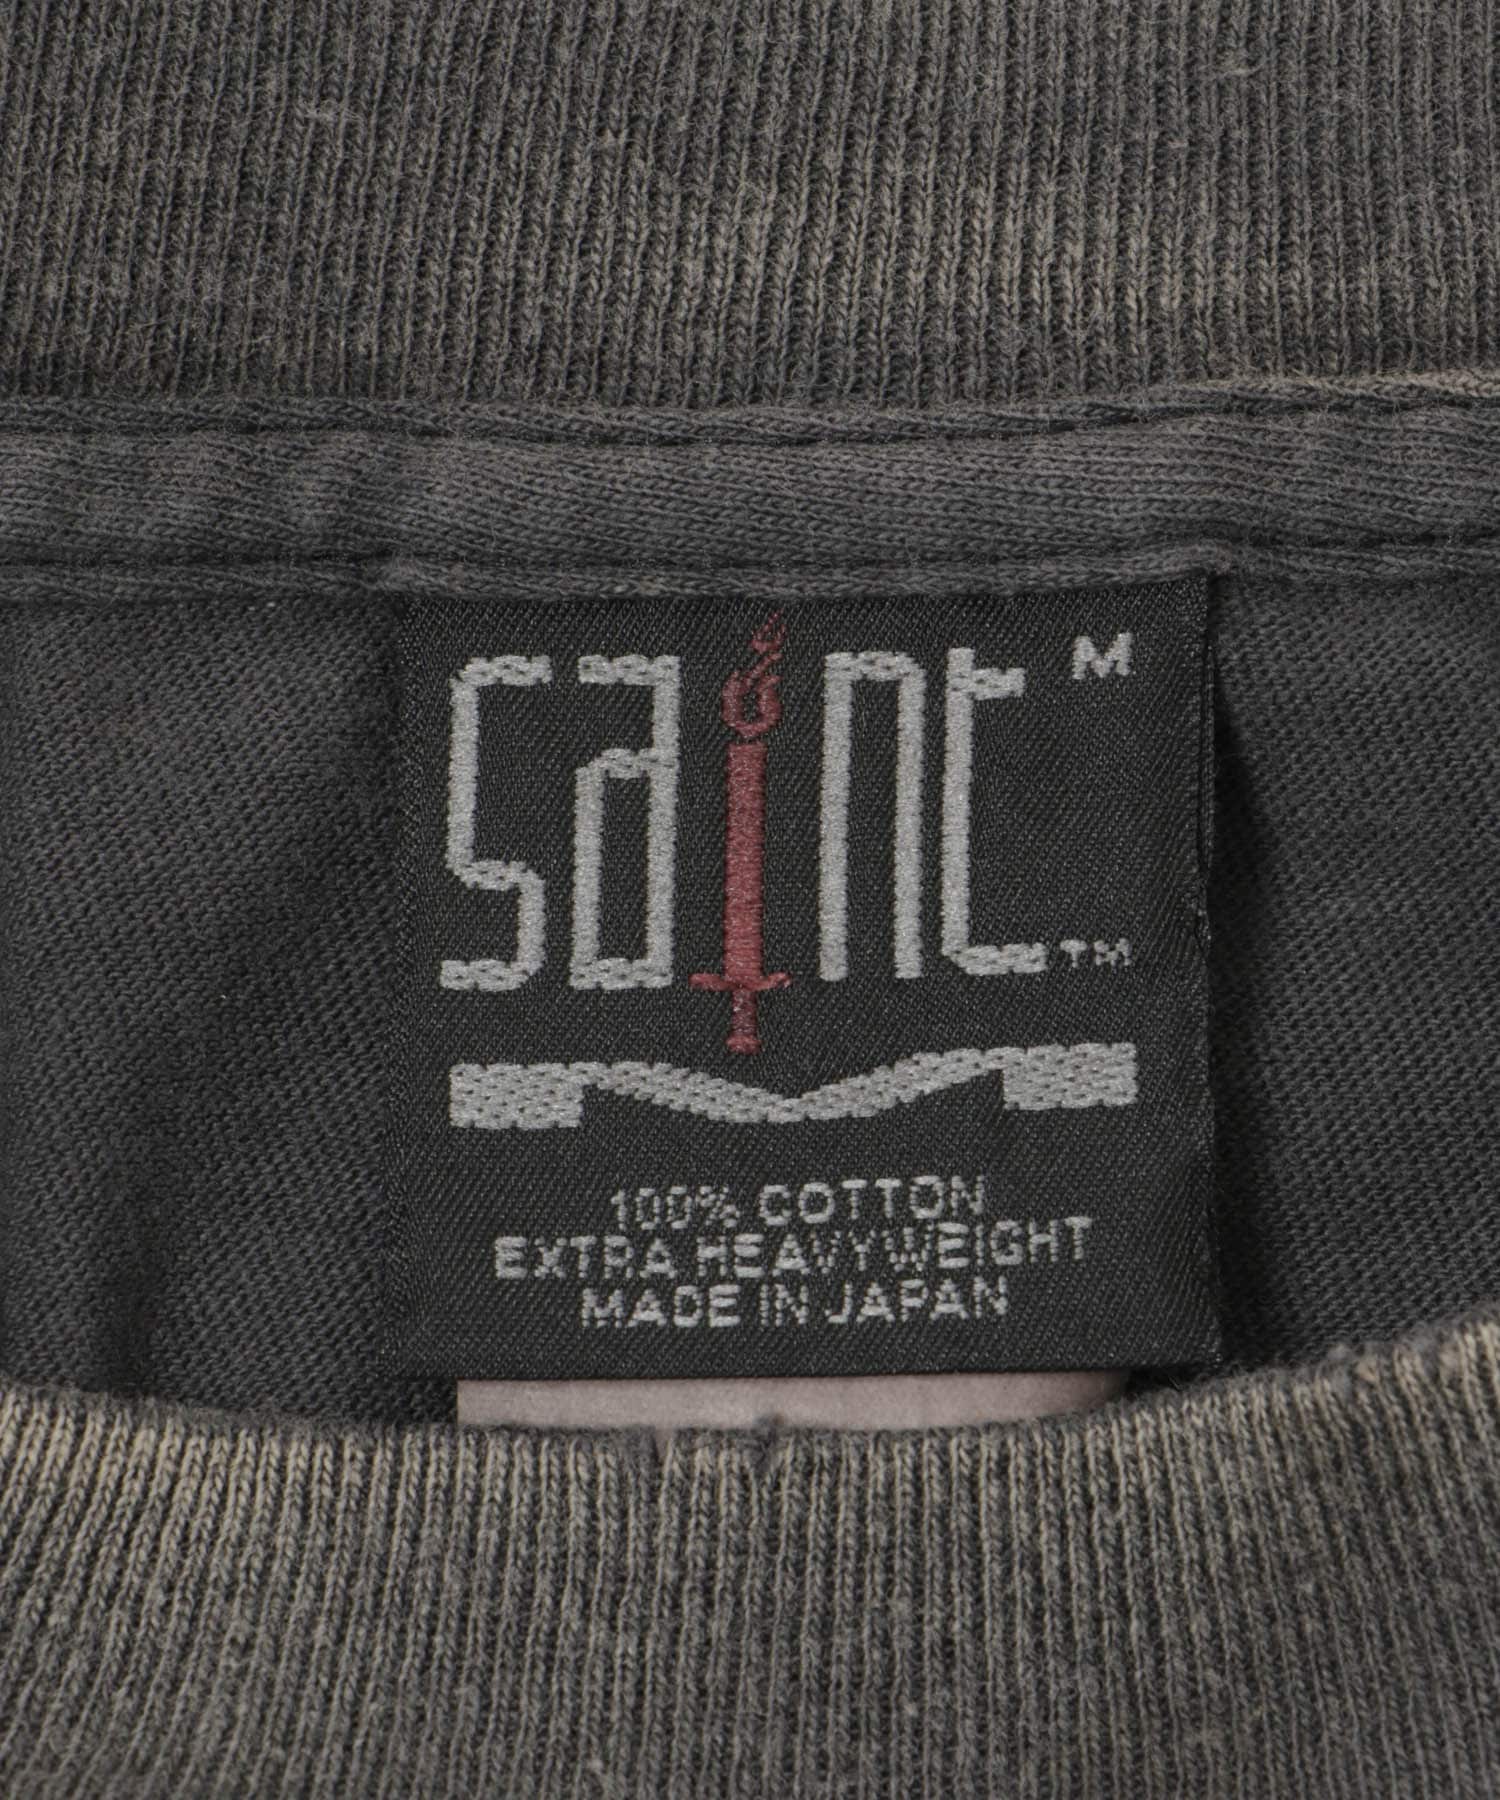 saint M
TM
100% COTTON
EXTRA HEAVYWEIGHT
MADE IN JAPAN